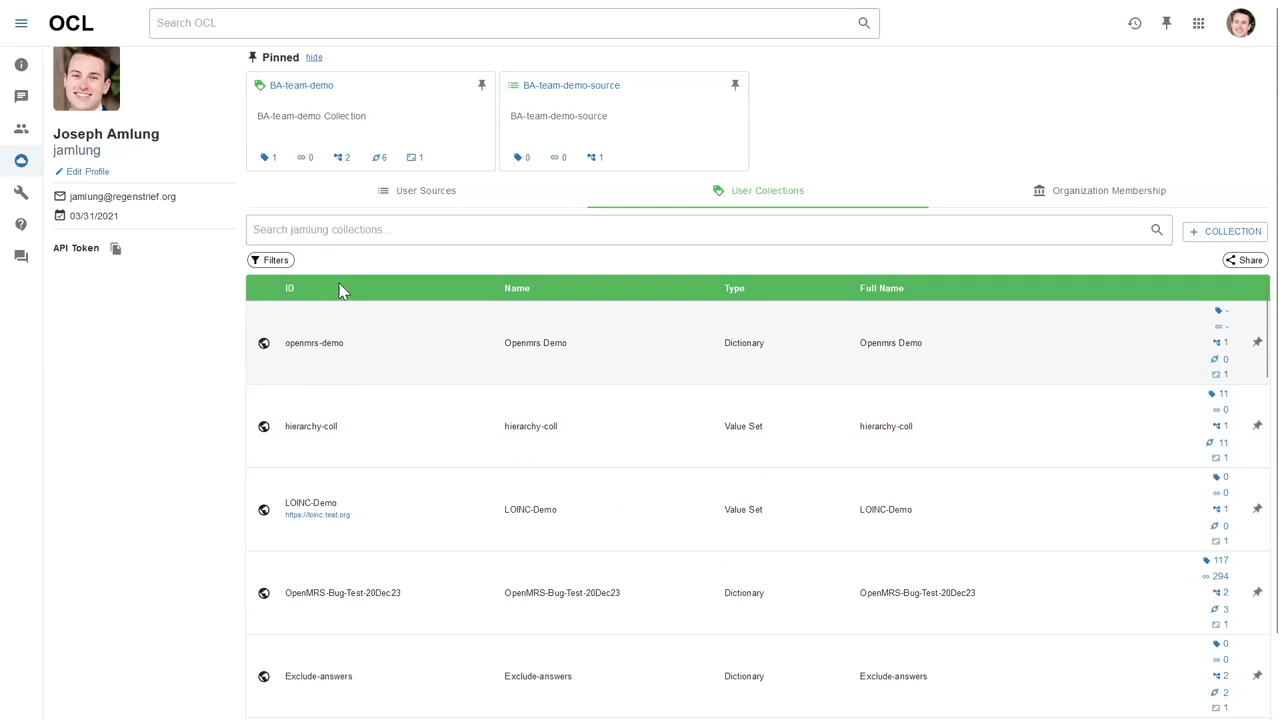 OCL
Search OCL
Pinned hide
BA-team-demo
BA-team-demo Collection
1 0 2 6 1
BA-team-demo-source
BA-team-demo-source
0 0 1
Joseph Amlung
jamlung
Edit Profile
jamlung@regenstrief.org
03/31/2021
API Token
User Sources
User Collections
Organization Membership
Search jamlung collections...
+ COLLECTION
Filters
Share
ID Name Type Full Name
openmrs-demo Openmrs Demo Dictionary Openmrs Demo
-
-
1
0
1
hierarchy-coll hierarchy-coll Value Set hierarchy-coll
11
0
1
11
1
LOINC-Demo
https://loinc.test.org
LOINC-Demo Value Set LOINC-Demo
0
0
1
0
1
OpenMRS-Bug-Test-20Dec23 OpenMRS-Bug-Test-20Dec23 Dictionary OpenMRS-Bug-Test-20Dec23
117
294
2
3
1
Exclude-answers Exclude-answers Dictionary Exclude-answers
0
0
2
2
1